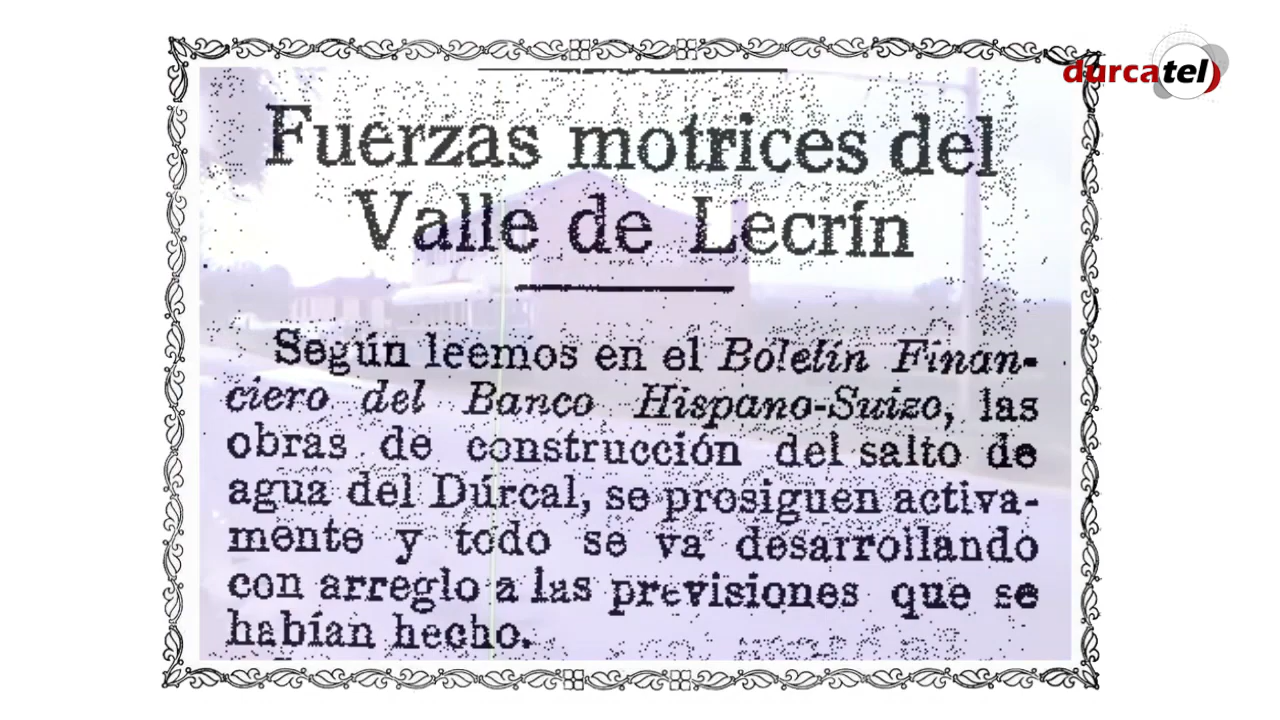 durcatel
Fuerzas motrices del
Valle de Lecrín
Según leemos en el Boletín Finan-
ciero del Banco Hispano-Suizo, las
obras de construcción del salto de
agua del Dúrcal, se prosiguen activa-
mente y todo se va desarrollando
con arreglo a las previsiones que se
habían hecho.